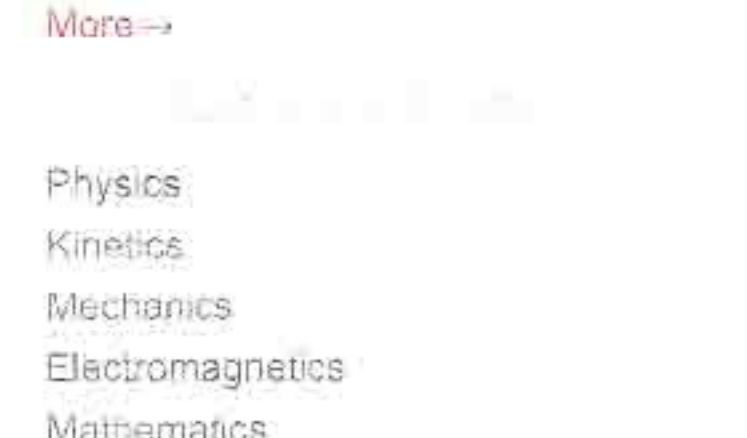 More→
Physics
Kinetics
Mechanics
Electromagnetics
Mathematics